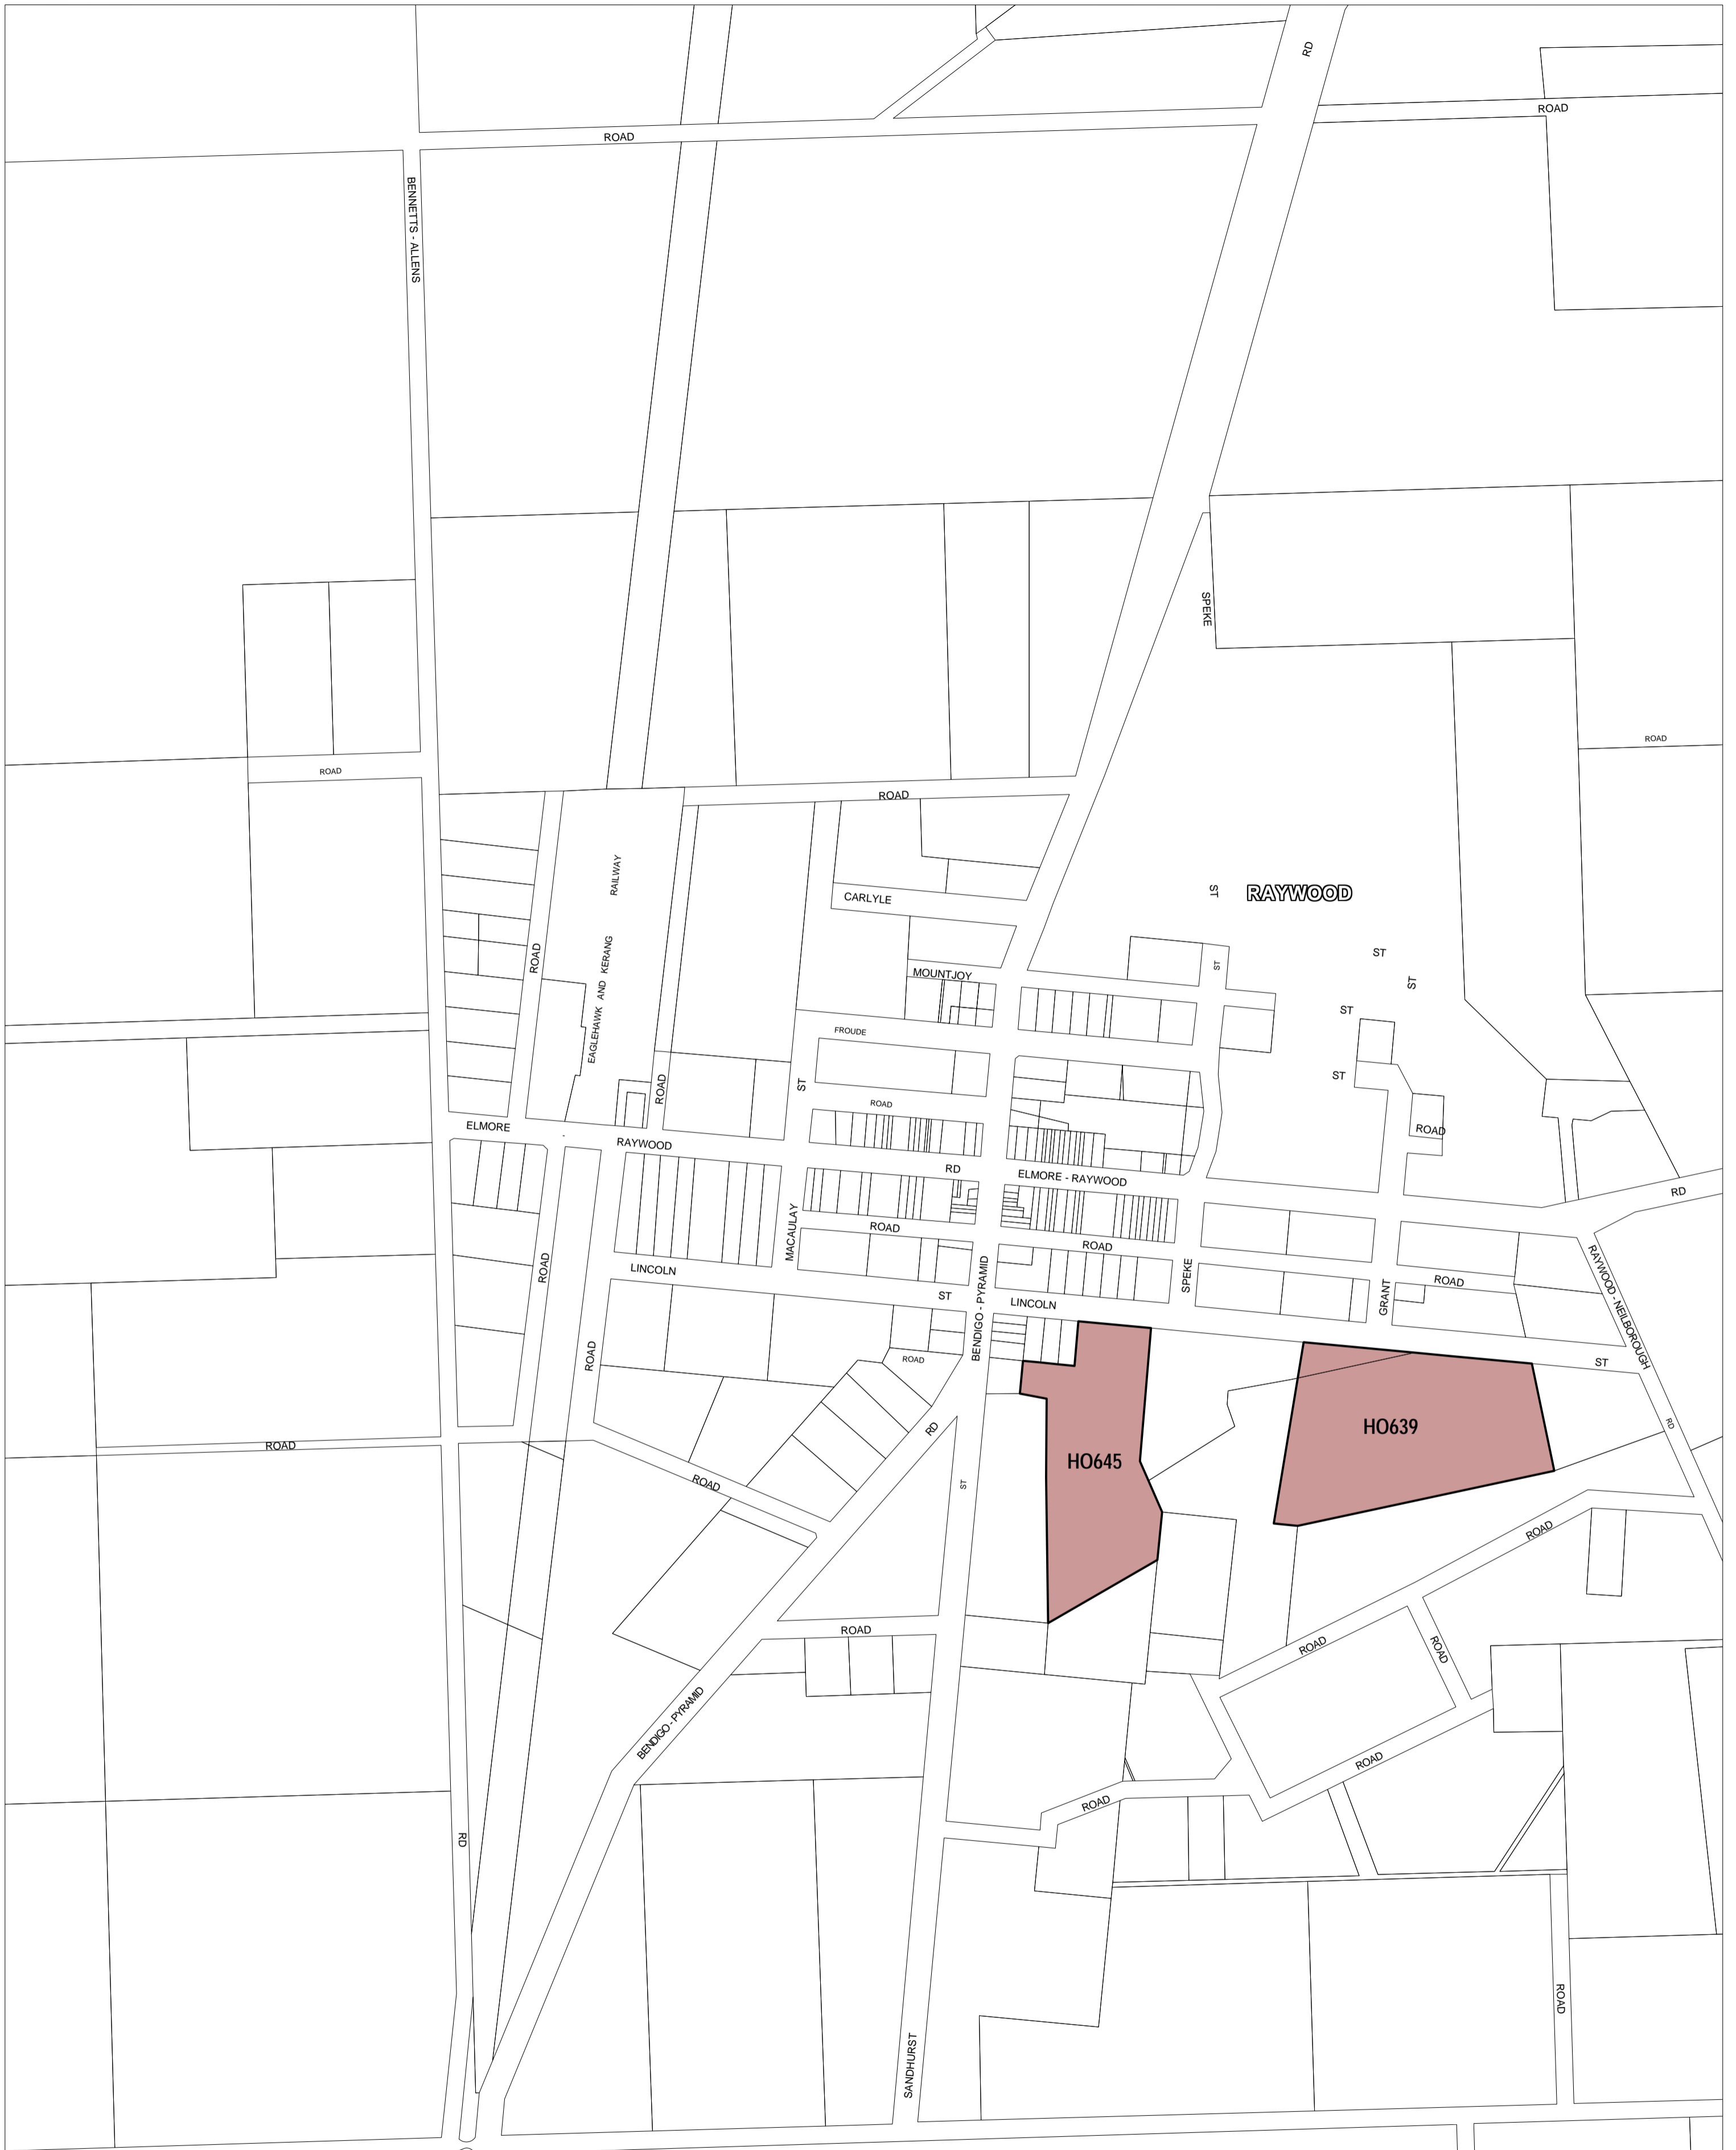 RD
ROAD
ROAD
BENNETTS - ALLENS
SPEKE
ROAD
ROAD
ROAD
RAILWAY
ST
RAYWOOD
CARLYLE
ST
ROAD
EAGLEHAWK AND KERANG
ST
MOUNTJOY
ST
ST
FROUDE
ST
ST
ROAD
ROAD
ELMORE
ROAD
RAYWOOD
RD
ELMORE - RAYWOOD
RD
MACAULAY
ROAD
ROAD
ROAD
LINCOLN
SPEKE
ROAD
GRANT
RAYWOOD - NEILBOROUGH
ST
LINCOLN
BENDIGO - PYRAMID
ROAD
ROAD
ST
RD
RD
HO639
ROAD
HO645
ROAD
ST
ROAD
ROAD
ROAD
ROAD
BENDIGO - PYRAMID
ROAD
ROAD
RD
ROAD
SANDHURST